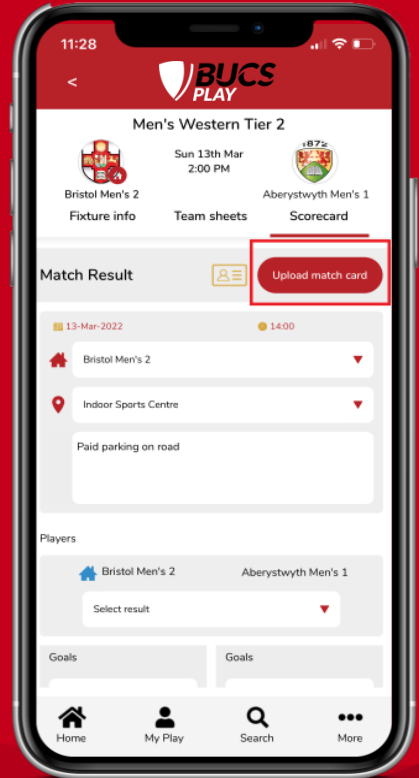 11:28
<
BUCS
PLAY
Men's Western Tier 2
Sun 13th Mar
2:00 PM
1872
Bristol Men's 2
Aberystwyth Men's 1
Fixture info
Team sheets
Scorecard
Match Result
Upload match card
13-Mar-2022
14:00
Bristol Men's 2
Indoor Sports Centre
Paid parking on road
Players
Bristol Men's 2
Aberystwyth Men's 1
Select result
Goals
Goals
Home
My Play
Search
More